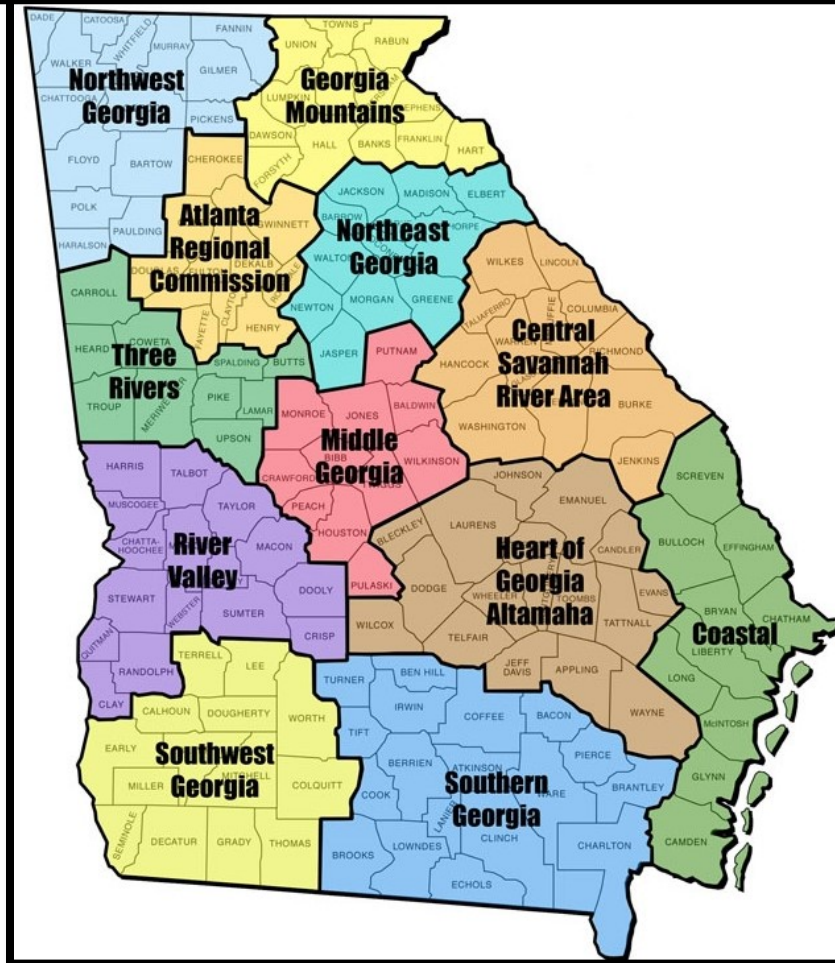 DADE
CATOOSA
WHITFIELD
MURRAY
FANNIN
WALKER
GILMER
Northwest
Georgia
CHATTOOGA
PICKENS
FLOYD
BARTOW
POLK
PAULDING
HARALSON
TOWNS
UNION
RABUN
Georgia
Mountains
LUMPKIN
DAWSON
HALL
BANKS
FRANKLIN
HART
FORSYTH
CHEROKEE
Atlanta
Regional
Commission
GWINNETT
DOUGLAS
FULTON
DEKALB
CLAYTON
FAYETTE
HENRY
JACKSON
MADISON
ELBERT
BARROW
Northeast
Georgia
WALTON
NEWTON
MORGAN
GREENE
JASPER
WILKES
LINCOLN
TALIAFERRO
COLUMBIA
Central
Savannah
River Area
WARREN
RICHMOND
HANCOCK
BURKE
WASHINGTON
JENKINS
CARROLL
HEARD
COWETA
Three
Rivers
SPALDING
BUTTS
TROUP
MERIWETHER
PIKE
LAMAR
UPSON
PUTNAM
MONROE
JONES
BALDWIN
Middle
Georgia
BIBB
WILKINSON
CRAWFORD
PEACH
HOUSTON
PULASKI
HARRIS
TALBOT
MUSCOGEE
TAYLOR
CHATTA-
HOOCHEE
River
Valley
MACON
STEWART
WEBSTER
SUMTER
DOOLY
QUITMAN
CRISP
RANDOLPH
CLAY
JOHNSON
EMANUEL
BLECKLEY
LAURENS
CANDLER
Heart of
Georgia
Altamaha
DODGE
WHEELER
TOOMBS
EVANS
WILCOX
TELFAIR
TATTNALL
JEFF
DAVIS
APPLING
WAYNE
SCREVEN
BULLOCH
EFFINGHAM
BRYAN
CHATHAM
Coastal
LIBERTY
LONG
McINTOSH
GLYNN
CAMDEN
TERRELL
LEE
CALHOUN
DOUGHERTY
WORTH
EARLY
Southwest
Georgia
MITCHELL
MILLER
COLQUITT
SEMINOLE
DECATUR
GRADY
THOMAS
TURNER
BEN HILL
IRWIN
COFFEE
BACON
TIFT
PIERCE
BERRIEN
ATKINSON
Southern
Georgia
WARE
BRANTLEY
COOK
LANIER
CLINCH
BROOKS
LOWNDES
CHARLTON
ECHOLS